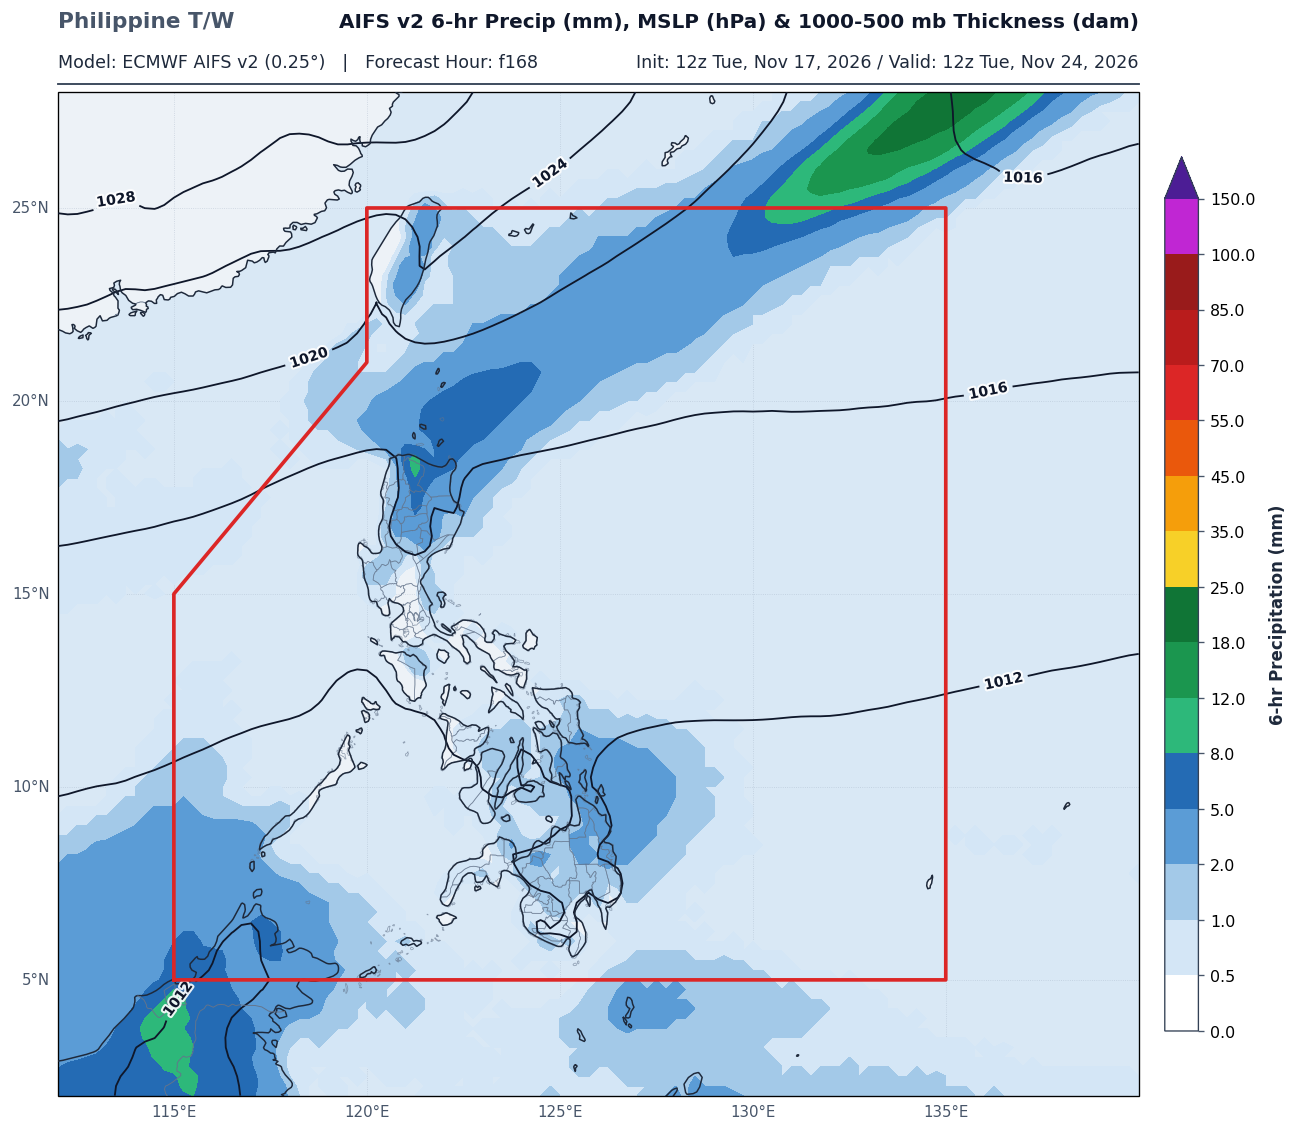 Philippine T/W
AIFS v2 6-hr Precip (mm), MSLP (hPa) & 1000-500 mb Thickness (dam)
Model: ECMWF AIFS v2 (0.25°) | Forecast Hour: f168
Init: 12z Tue, Nov 17, 2026 / Valid: 12z Tue, Nov 24, 2026
1028
1024
1016
1020
1016
1012
1012
25°N
20°N
15°N
10°N
5°N
115°E
120°E
125°E
130°E
135°E
150.0
100.0
85.0
70.0
55.0
45.0
35.0
25.0
18.0
12.0
8.0
5.0
2.0
1.0
0.5
0.0
6-hr Precipitation (mm)